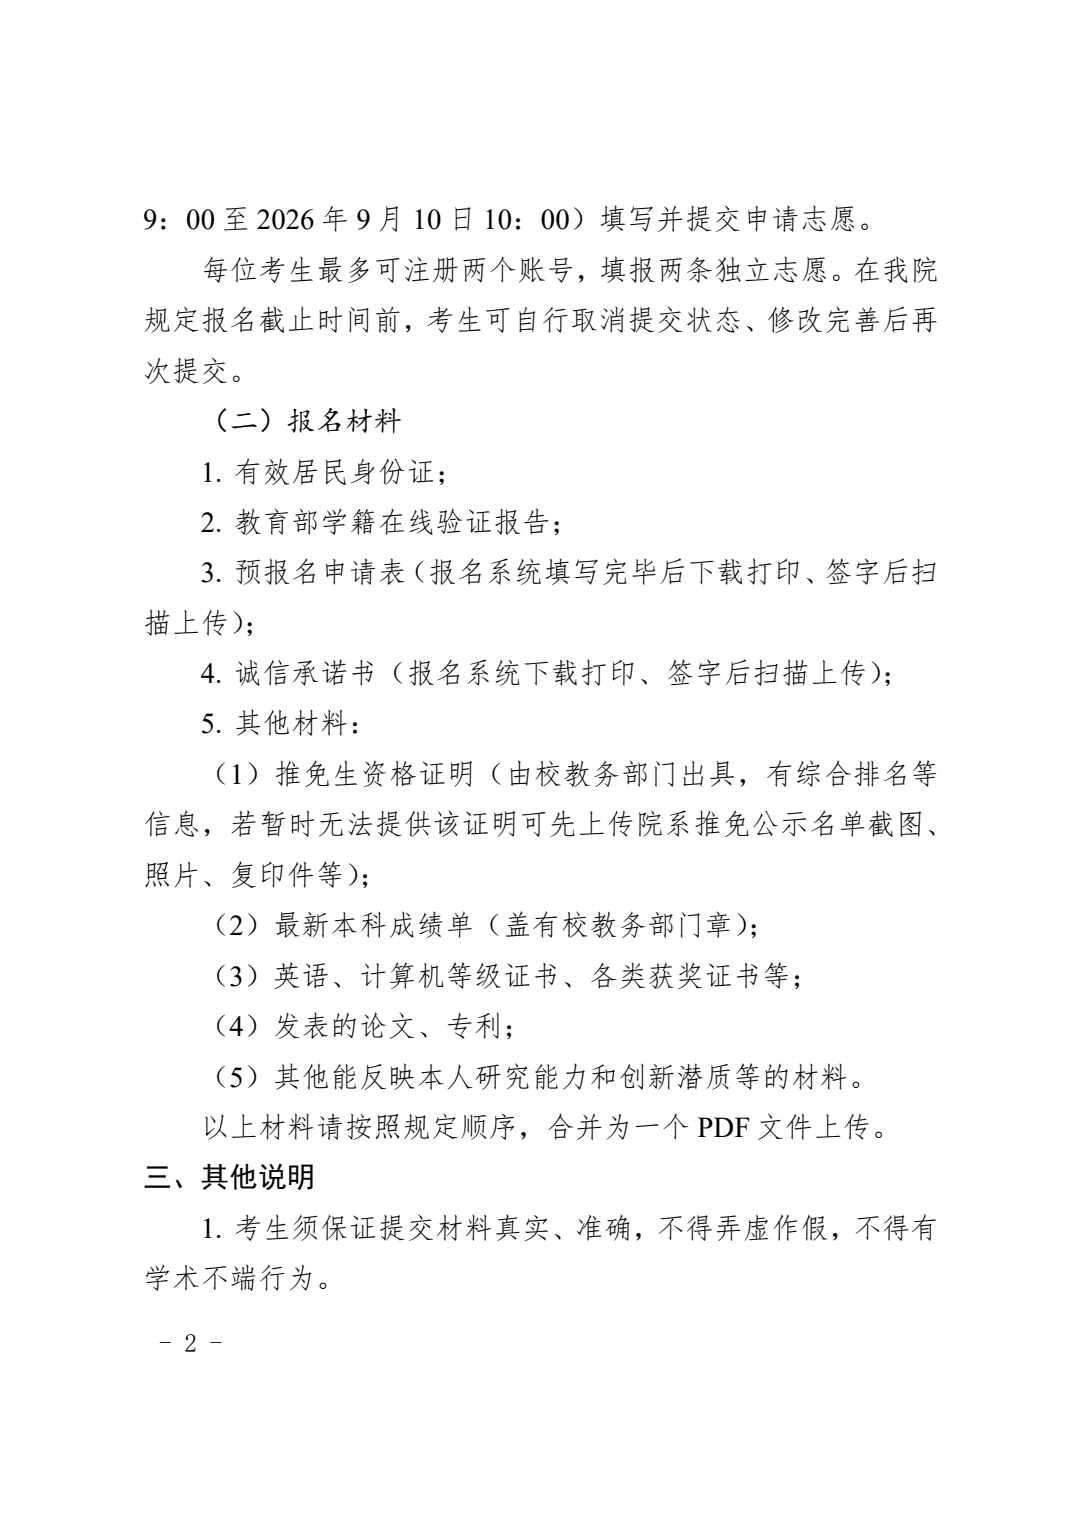 9：00 至 2026 年 9 月 10 日 10：00）填写并提交申请志愿。
每位考生最多可注册两个账号，填报两条独立志愿。在我院
规定报名截止时间前，考生可自行取消提交状态、修改完善后再
次提交。
（二）报名材料
1. 有效居民身份证；
2. 教育部学籍在线验证报告；
3. 预报名申请表（报名系统填写完毕后下载打印、签字后扫
描上传）；
4. 诚信承诺书（报名系统下载打印、签字后扫描上传）；
5. 其他材料：
（1）推免生资格证明（由校教务部门出具，有综合排名等
信息，若暂时无法提供该证明可先上传院系推免公示名单截图、
照片、复印件等）；
（2）最新本科成绩单（盖有校教务部门章）；
（3）英语、计算机等级证书、各类获奖证书等；
（4）发表的论文、专利；
（5）其他能反映本人研究能力和创新潜质等的材料。
以上材料请按照规定顺序，合并为一个 PDF 文件上传。
三、其他说明
1. 考生须保证提交材料真实、准确，不得弄虚作假，不得有
学术不端行为。
- 2 -